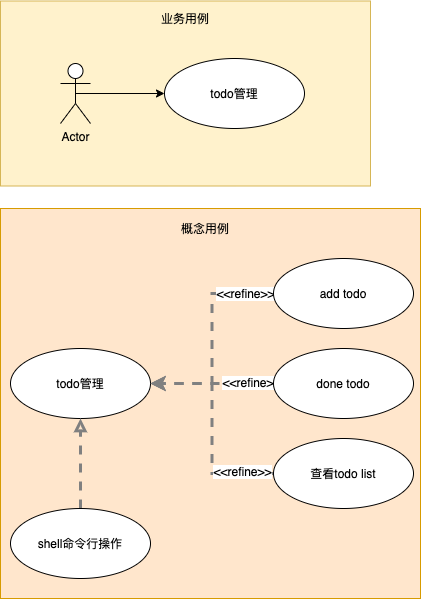 业务用例
todo管理
Actor
概念用例
<<refine>>
add todo
todo管理
<<refine>
done todo
<<refine>>
查看todo list
shell命令行操作